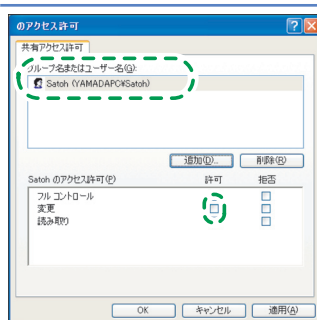 のアクセス許可
共有アクセス許可
グループ名またはユーザー名(G):
Satoh (YAMADAPC¥Satoh)
追加(D)... 削除(R)
Satoh のアクセス許可(P) 許可 拒否
フル コントロール
変更
読み取り
OK キャンセル 適用(A)